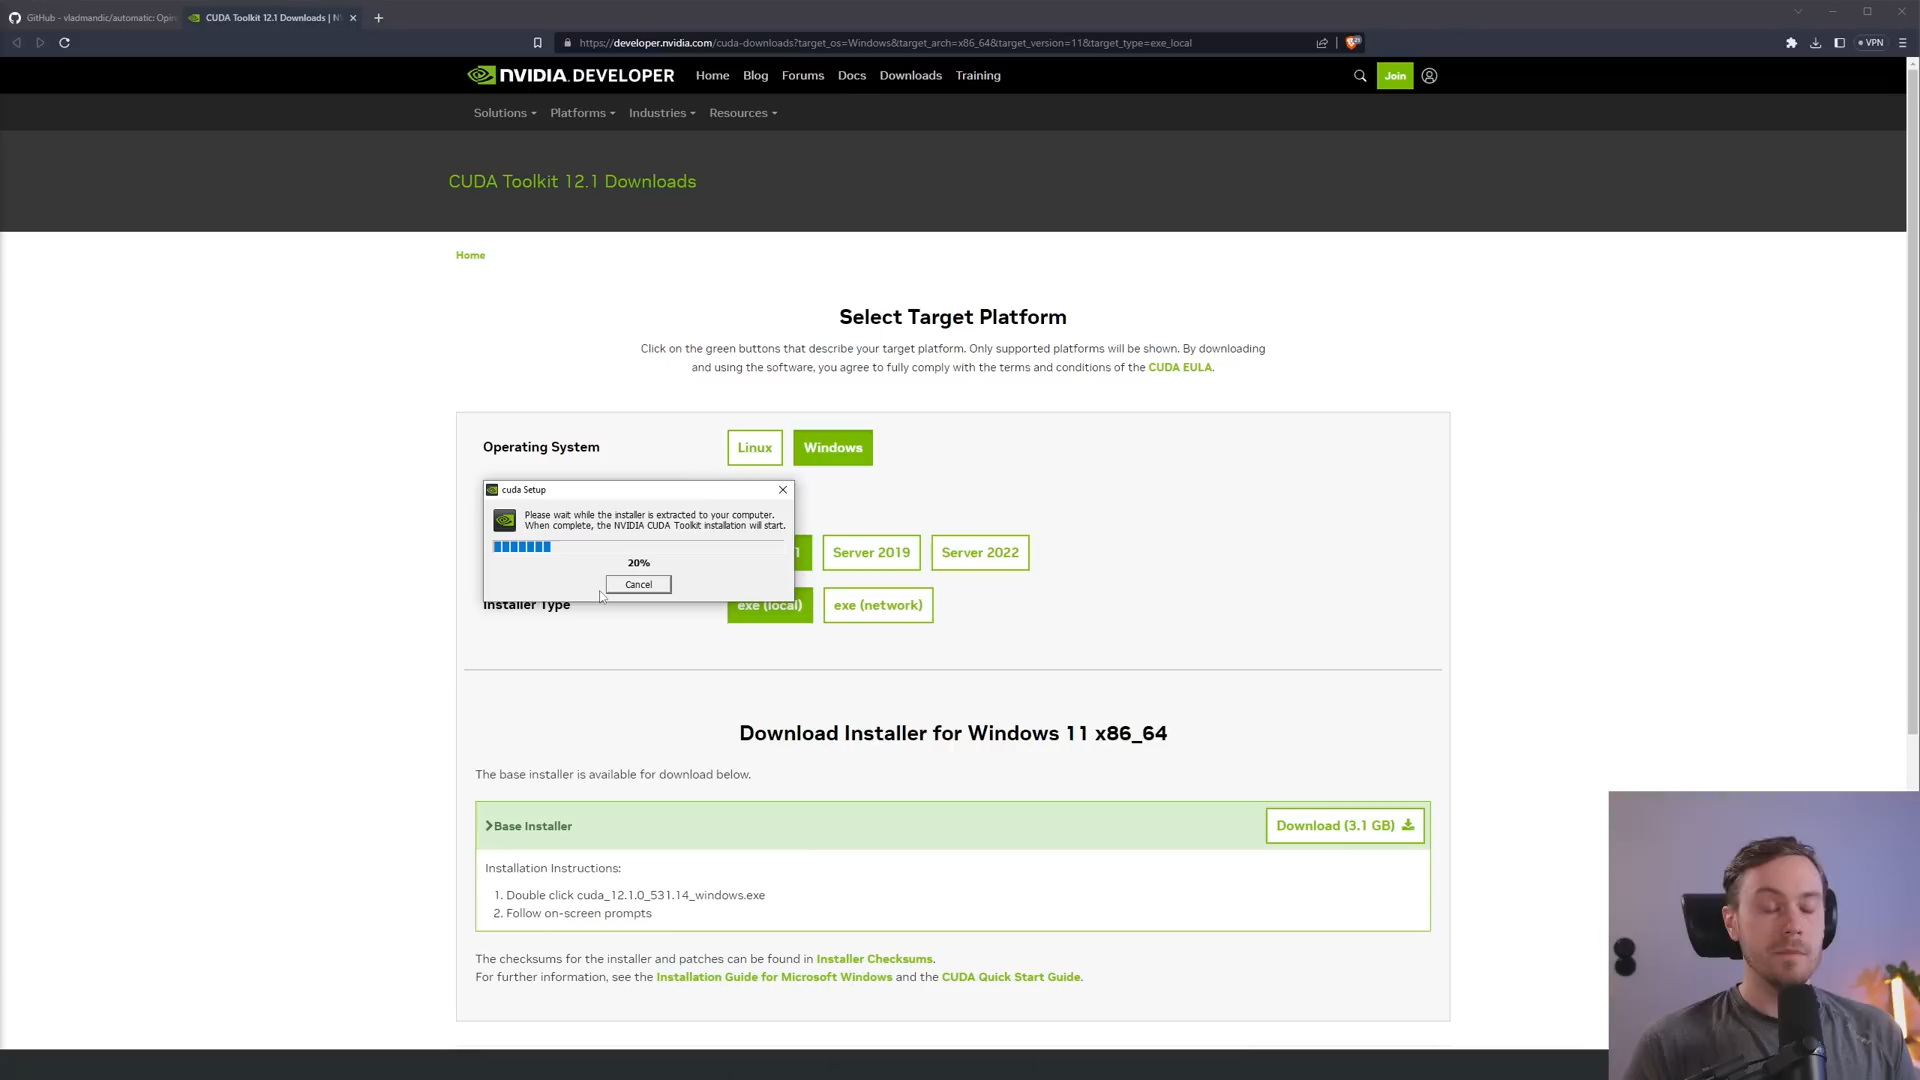 GitHub - vladmandic/automatic: Opin
CUDA Toolkit 12.1 Downloads | N
https://developer.nvidia.com/cuda-downloads?target_os=Windows&target_arch=x86_64&target_version=11&target_type=exe_local
VPN
NVIDIA. DEVELOPER
Home
Blog
Forums
Docs
Downloads
Training
Join
Solutions
Platforms
Industries
Resources
CUDA Toolkit 12.1 Downloads
Home
Select Target Platform
Click on the green buttons that describe your target platform. Only supported platforms will be shown. By downloading
and using the software, you agree to fully comply with the terms and conditions of the CUDA EULA.
Operating System
Linux
Windows
cuda Setup
Please wait while the installer is extracted to your computer.
When complete, the NVIDIA CUDA Toolkit installation will start.
20%
Cancel
1
Server 2019
Server 2022
Installer Type
exe (local)
exe (network)
Download Installer for Windows 11 x86_64
The base installer is available for download below.
Base Installer
Download (3.1 GB)
Installation Instructions:
1. Double click cuda_12.1.0_531.14_windows.exe
2. Follow on-screen prompts
The checksums for the installer and patches can be found in Installer Checksums.
For further information, see the Installation Guide for Microsoft Windows and the CUDA Quick Start Guide.